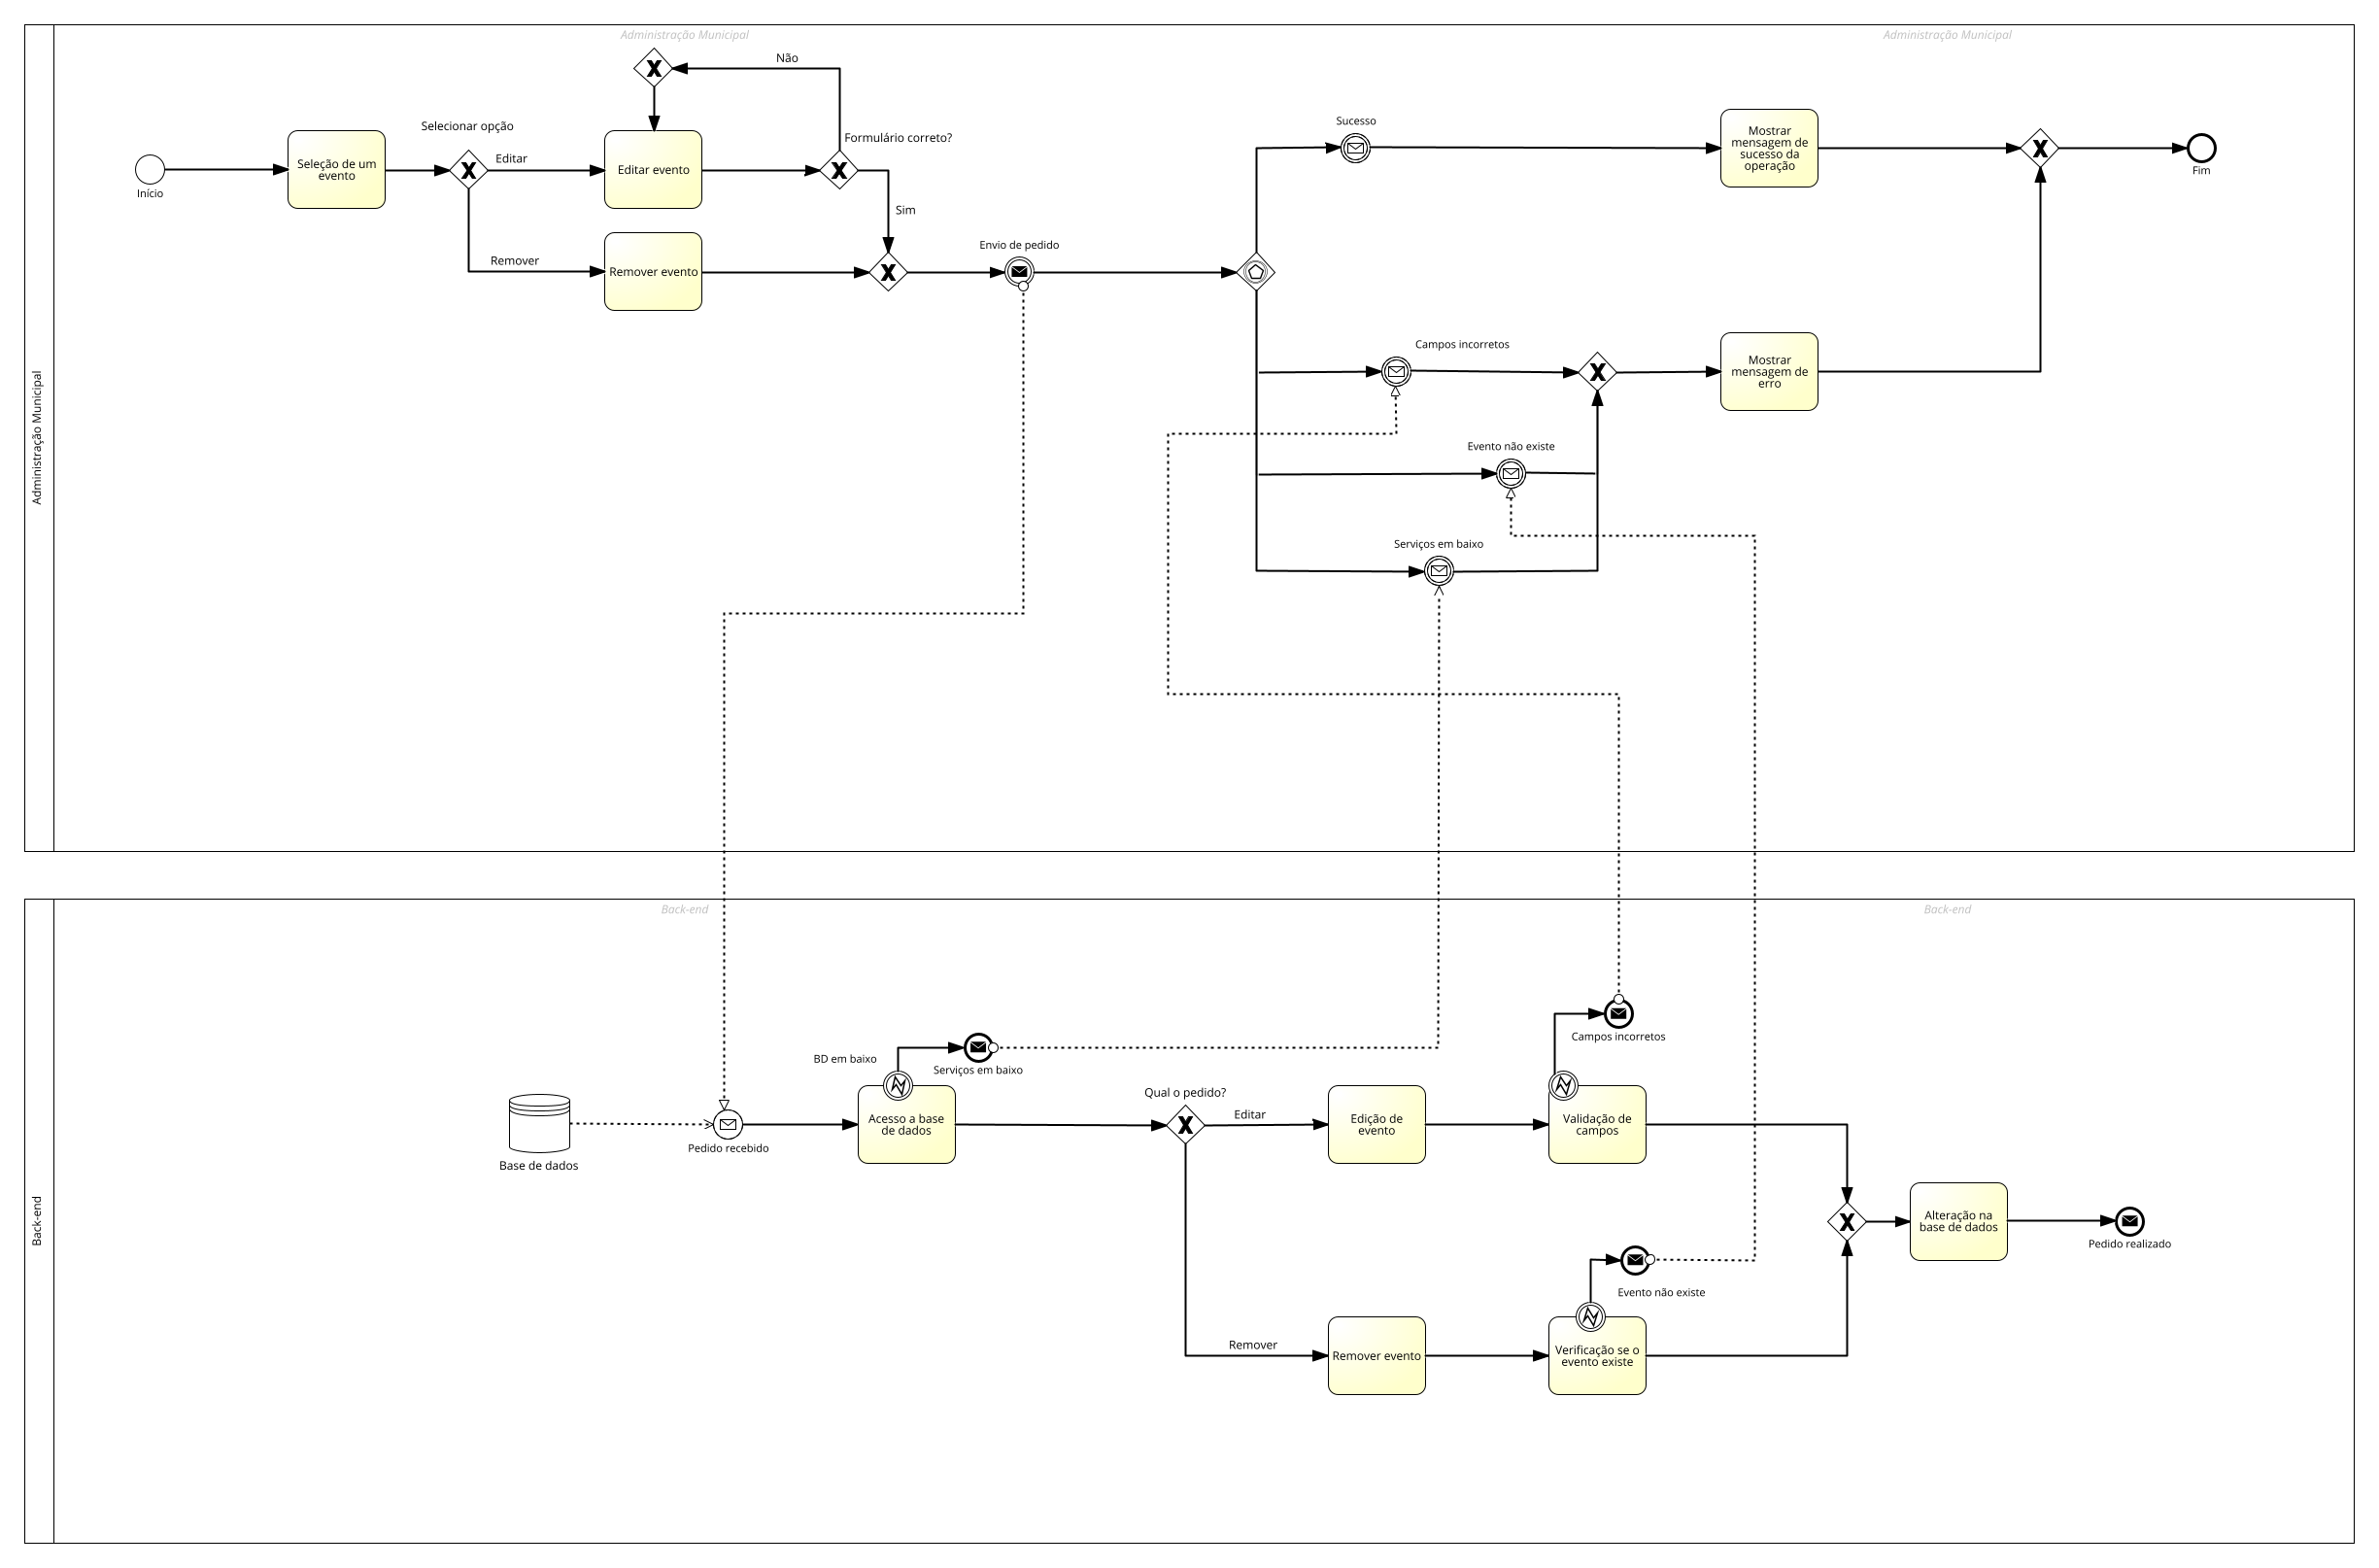 Administração Municipal
Administração Municipal
Não
Sucesso
Selecionar opção
Formulário correto?
Mostrar
mensagem de
sucesso da
operação
Editar
Seleção de um
evento
Editar evento
Fim
Início
Sim
Envio de pedido
Remover
Remover evento
Campos incorretos
Mostrar
mensagem de
erro
Administração Municipal
Evento não existe
Serviços em baixo
Back-end
Back-end
Campos incorretos
BD em baixo
Serviços em baixo
Qual o pedido?
Editar
Acesso a base
de dados
Edição de
evento
Validação de
campos
Pedido recebido
Base de dados
Back-end
Alteração na
base de dados
Pedido realizado
Evento não existe
Remover
Remover evento
Verificação se o
evento existe